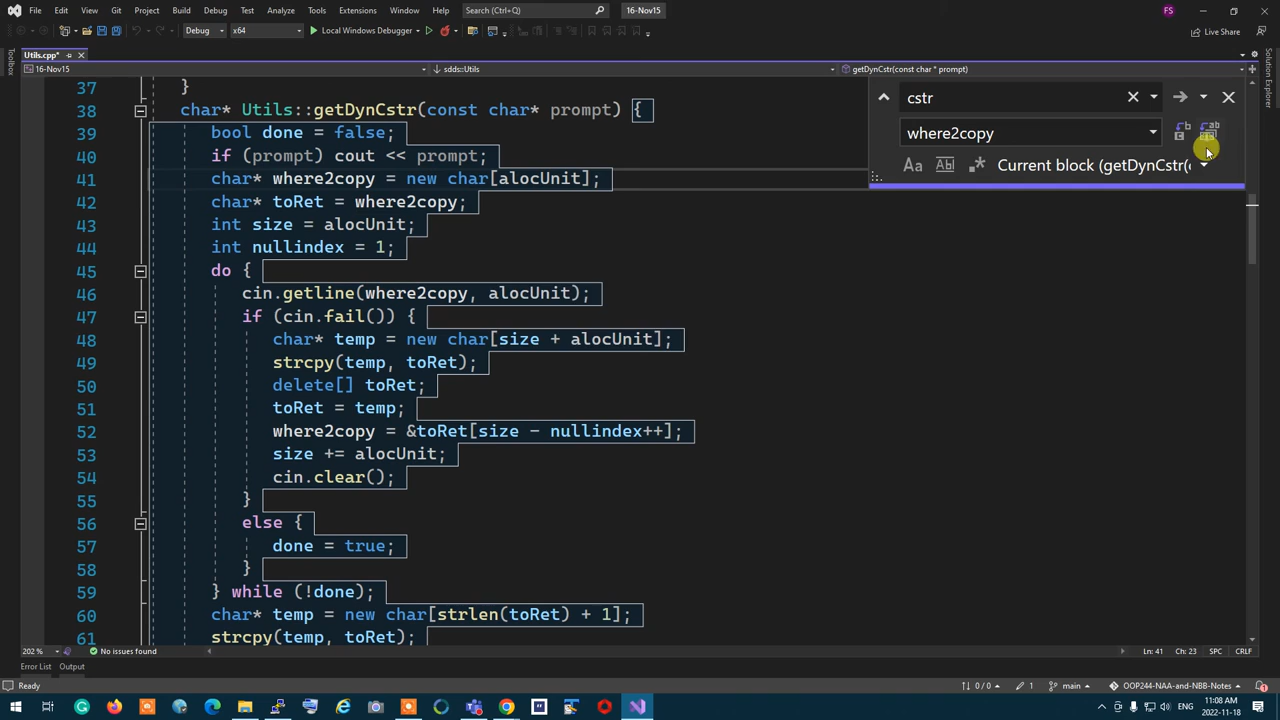 File Edit View Git Project Build Debug Test Analyze Tools Extensions Window Help Search (Ctrl+Q) 16-Nov15 FS
Debug x64 Local Windows Debugger Live Share
Utils.cpp
16-Nov15 sdds::Utils getDynCstr(const char * prompt)
Toolbox
Solution Explorer
cstr
where2copy
Current block (getDynCstr(c
37 }
38 char* Utils::getDynCstr(const char* prompt) {
39 bool done = false;
40 if (prompt) cout << prompt;
41 char* where2copy = new char[alocUnit];
42 char* toRet = where2copy;
43 int size = alocUnit;
44 int nullindex = 1;
45 do {
46 cin.getline(where2copy, alocUnit);
47 if (cin.fail()) {
48 char* temp = new char[size + alocUnit];
49 strcpy(temp, toRet);
50 delete[] toRet;
51 toRet = temp;
52 where2copy = &toRet[size - nullindex++];
53 size += alocUnit;
54 cin.clear();
55 }
56 else {
57 done = true;
58 }
59 } while (!done);
60 char* temp = new char[strlen(toRet) + 1];
61 strcpy(temp, toRet);
202 % No issues found Ln: 41 Ch: 23 SPC CRLF
Error List Output
Ready 0 / 0 1 main OOP244-NAA-and-NBB-Notes
11:08 AM
2022-11-18